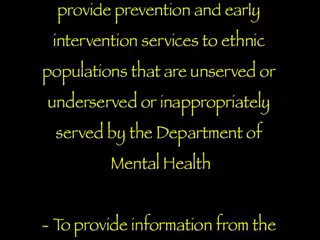 provide prevention and early
intervention services to ethnic
populations that are unserved or
underserved or inappropriately
served by the Department of
Mental Health
- To provide information from the